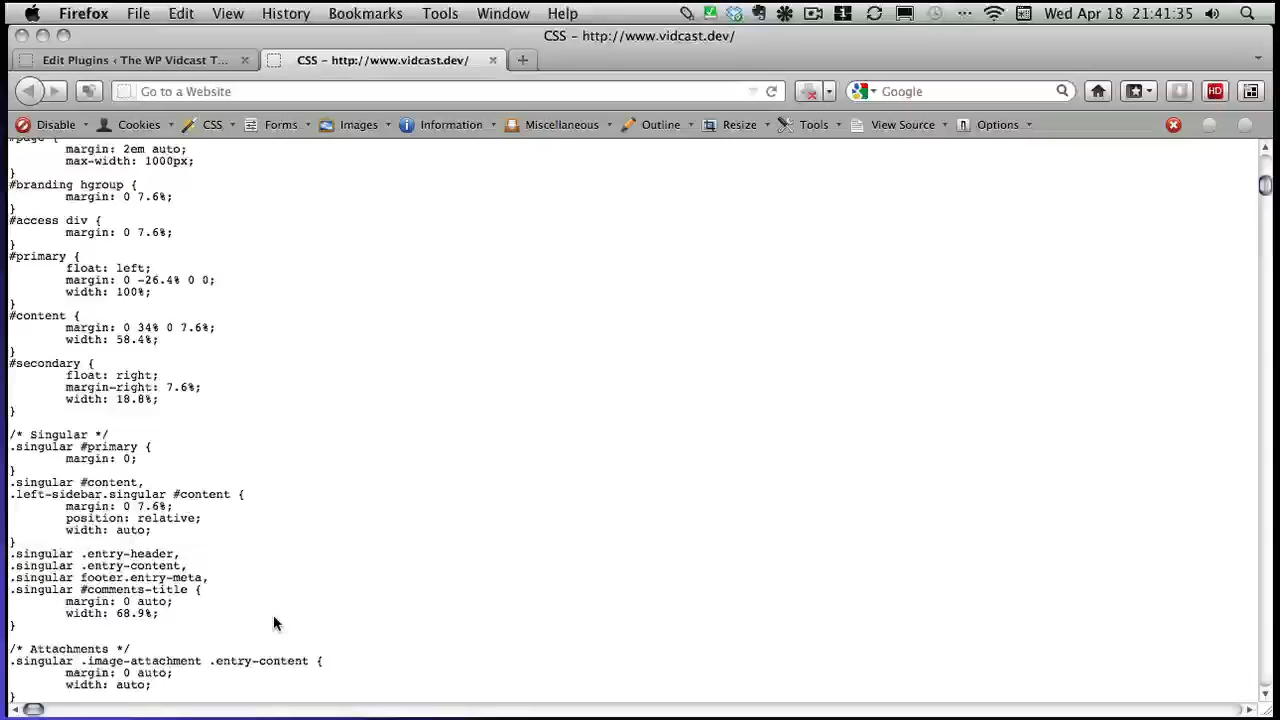 Firefox File Edit View History Bookmarks Tools Window Help Wed Apr 18 21:41:35
CSS – http://www.vidcast.dev/
Edit Plugins ‹ The WP Vidcast T... CSS – http://www.vidcast.dev/
Go to a Website Google HD
Disable Cookies CSS Forms Images Information Miscellaneous Outline Resize Tools View Source Options
#page {
margin: 2em auto;
max-width: 1000px;
}
#branding hgroup {
margin: 0 7.6%;
}
#access div {
margin: 0 7.6%;
}
#primary {
float: left;
margin: 0 -26.4% 0 0;
width: 100%;
}
#content {
margin: 0 34% 0 7.6%;
width: 58.4%;
}
#secondary {
float: right;
margin-right: 7.6%;
width: 18.8%;
}
/* Singular */
.singular #primary {
margin: 0;
}
.singular #content,
.left-sidebar.singular #content {
margin: 0 7.6%;
position: relative;
width: auto;
}
.singular .entry-header,
.singular .entry-content,
.singular footer.entry-meta,
.singular #comments-title {
margin: 0 auto;
width: 68.9%;
}
/* Attachments */
.singular .image-attachment .entry-content {
margin: 0 auto;
width: auto;
}